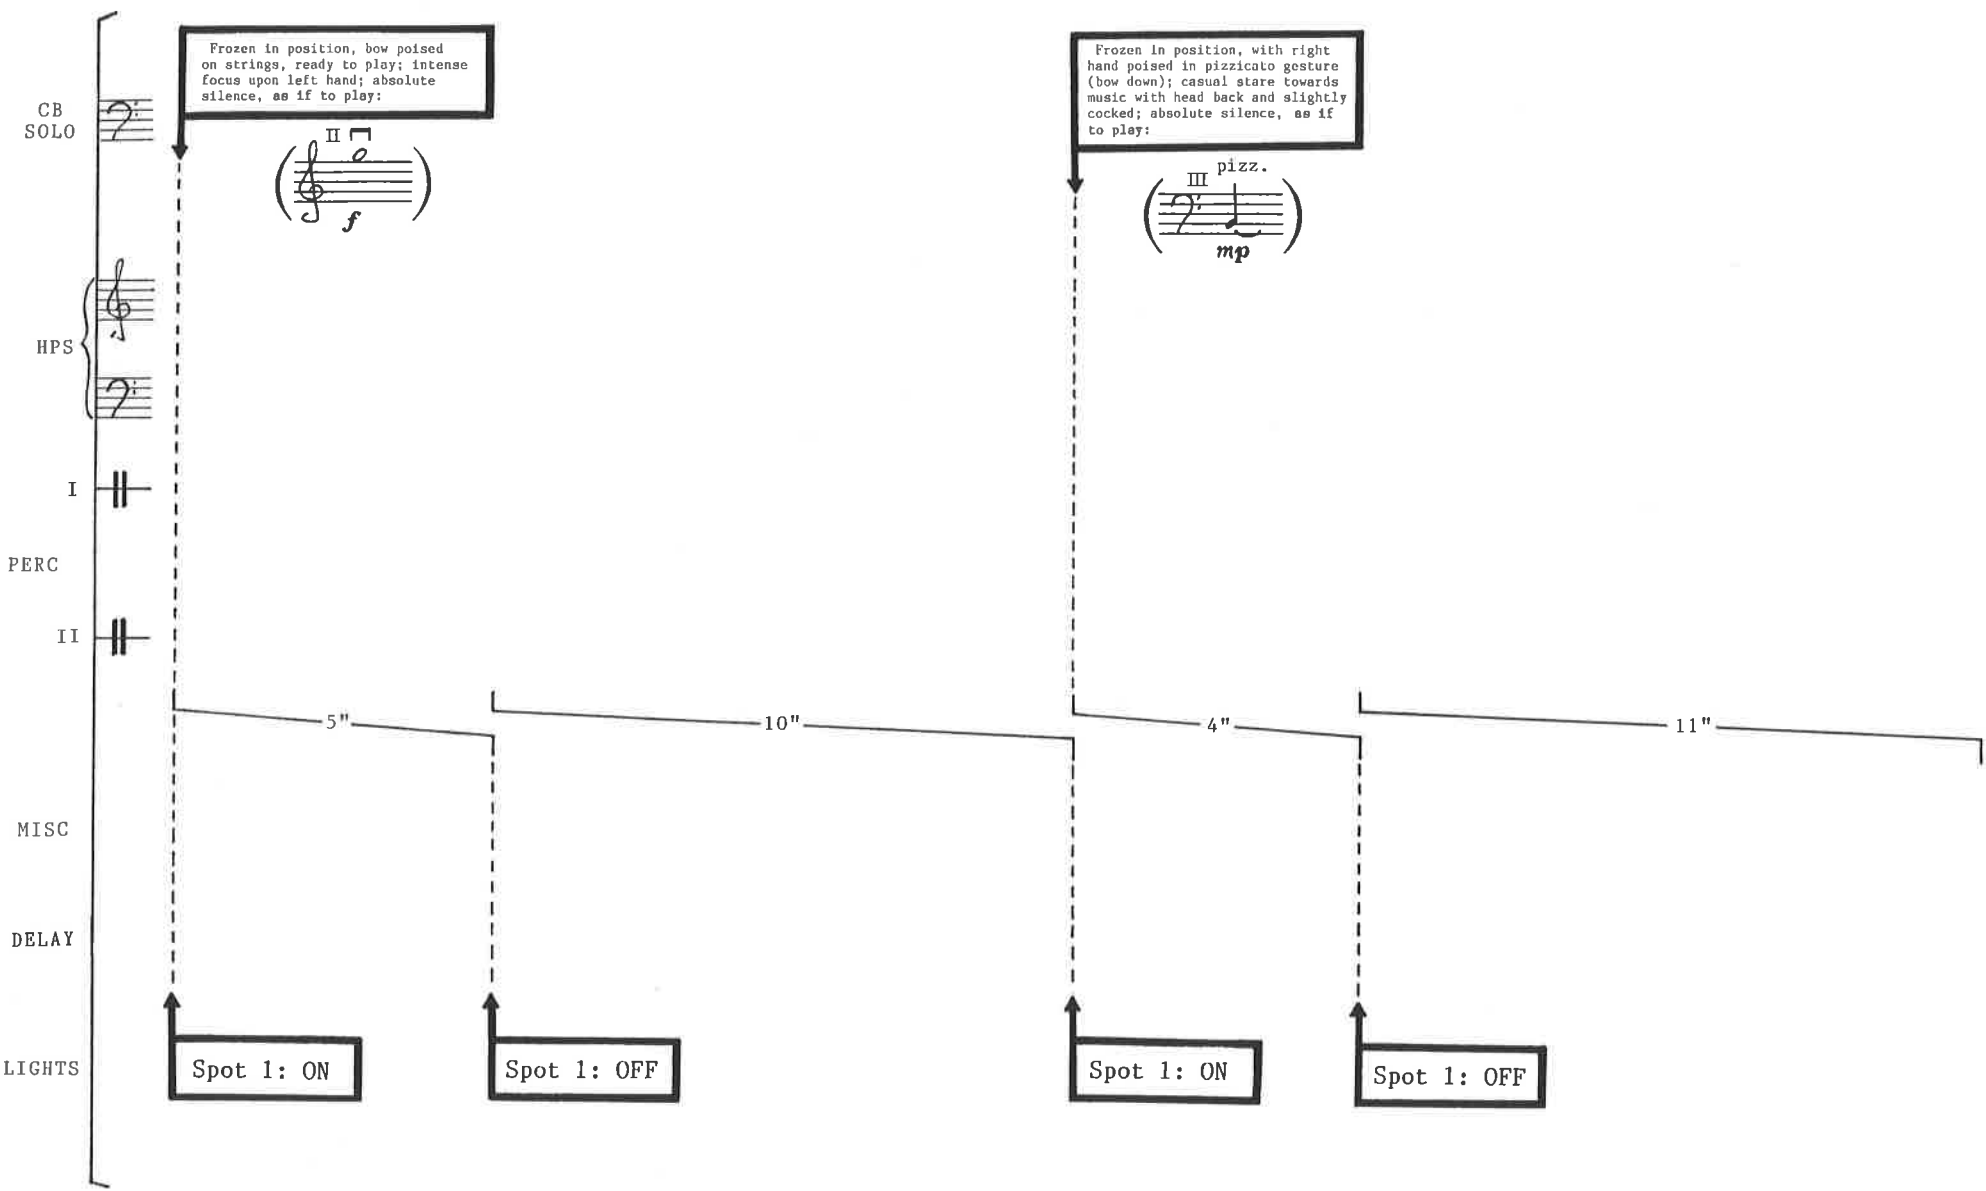 Frozen in position, bow poised
on strings, ready to play; intense
focus upon left hand; absolute
silence, as if to play:
Frozen in position, with right
hand poised in pizzicato gesture
(bow down); casual stare towards
music with head back and slightly
cocked; absolute silence, as if
to play:
CB
SOLO
II
f
III
pizz.
mp
HPS
I
PERC
II
5"
10"
4"
11"
MISC
DELAY
LIGHTS
Spot 1: ON
Spot 1: OFF
Spot 1: ON
Spot 1: OFF